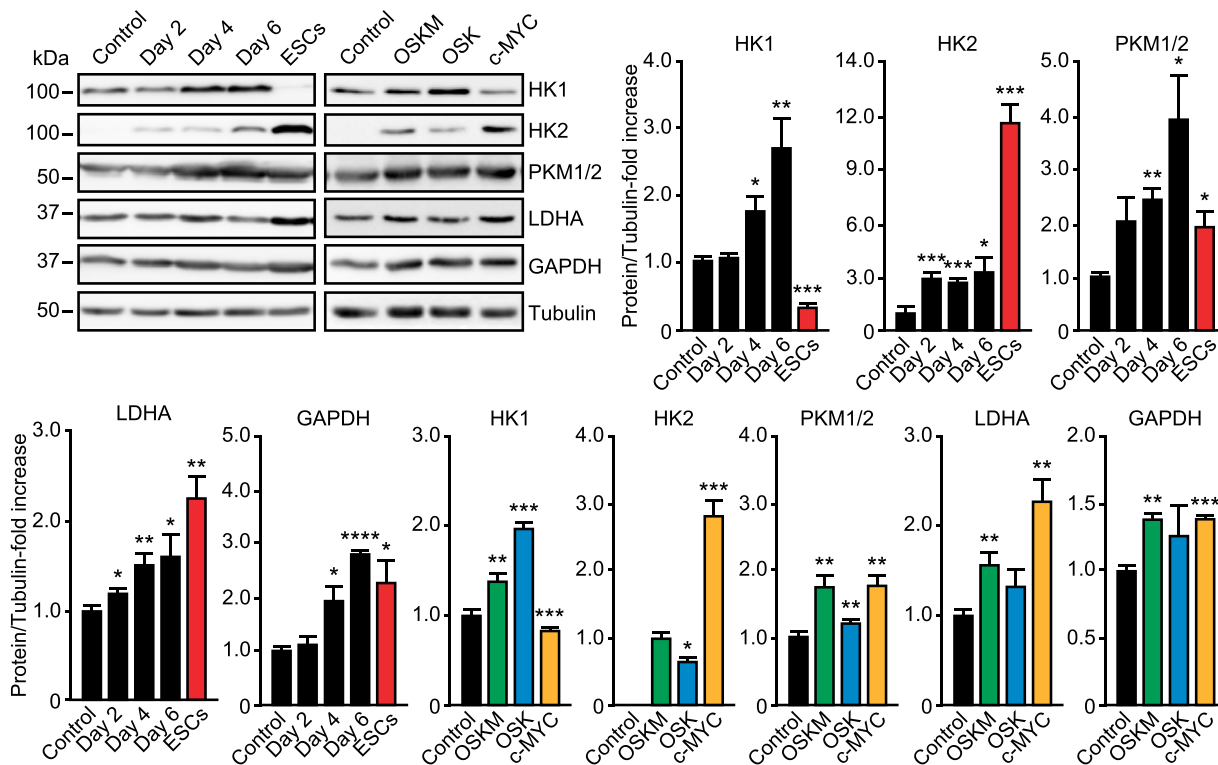 Control Day 2 Day 4 Day 6 ESCs Control OSKM OSK c-MYC
kDa
100 HK1
100 HK2
50 PKM1/2
37 LDHA
37 GAPDH
50 Tubulin
HK1 HK2 PKM1/2
Protein/Tubulin-fold increase
4.0 3.0 2.0 1.0 0
* ** ***
Control Day 2 Day 4 Day 6 ESCs
14.0 12.0 9.0 6.0 3.0 0
*** *** * ***
Control Day 2 Day 4 Day 6 ESCs
5.0 4.0 3.0 2.0 1.0 0
** * *
Control Day 2 Day 4 Day 6 ESCs
LDHA GAPDH HK1 HK2 PKM1/2 LDHA GAPDH
Protein/Tubulin-fold increase
3.0 2.0 1.0 0
* ** * **
Control Day 2 Day 4 Day 6 ESCs
5.0 4.0 3.0 2.0 1.0 0
* **** *
Control Day 2 Day 4 Day 6 ESCs
3.0 2.0 1.0 0
** *** ***
Control OSKM OSK c-MYC
4.0 3.0 2.0 1.0 0
* ***
Control OSKM OSK c-MYC
4.0 3.0 2.0 1.0 0
** ** **
Control OSKM OSK c-MYC
3.0 2.0 1.0 0
** **
Control OSKM OSK c-MYC
2.0 1.5 1.0 0.5 0
** ***
Control OSKM OSK c-MYC